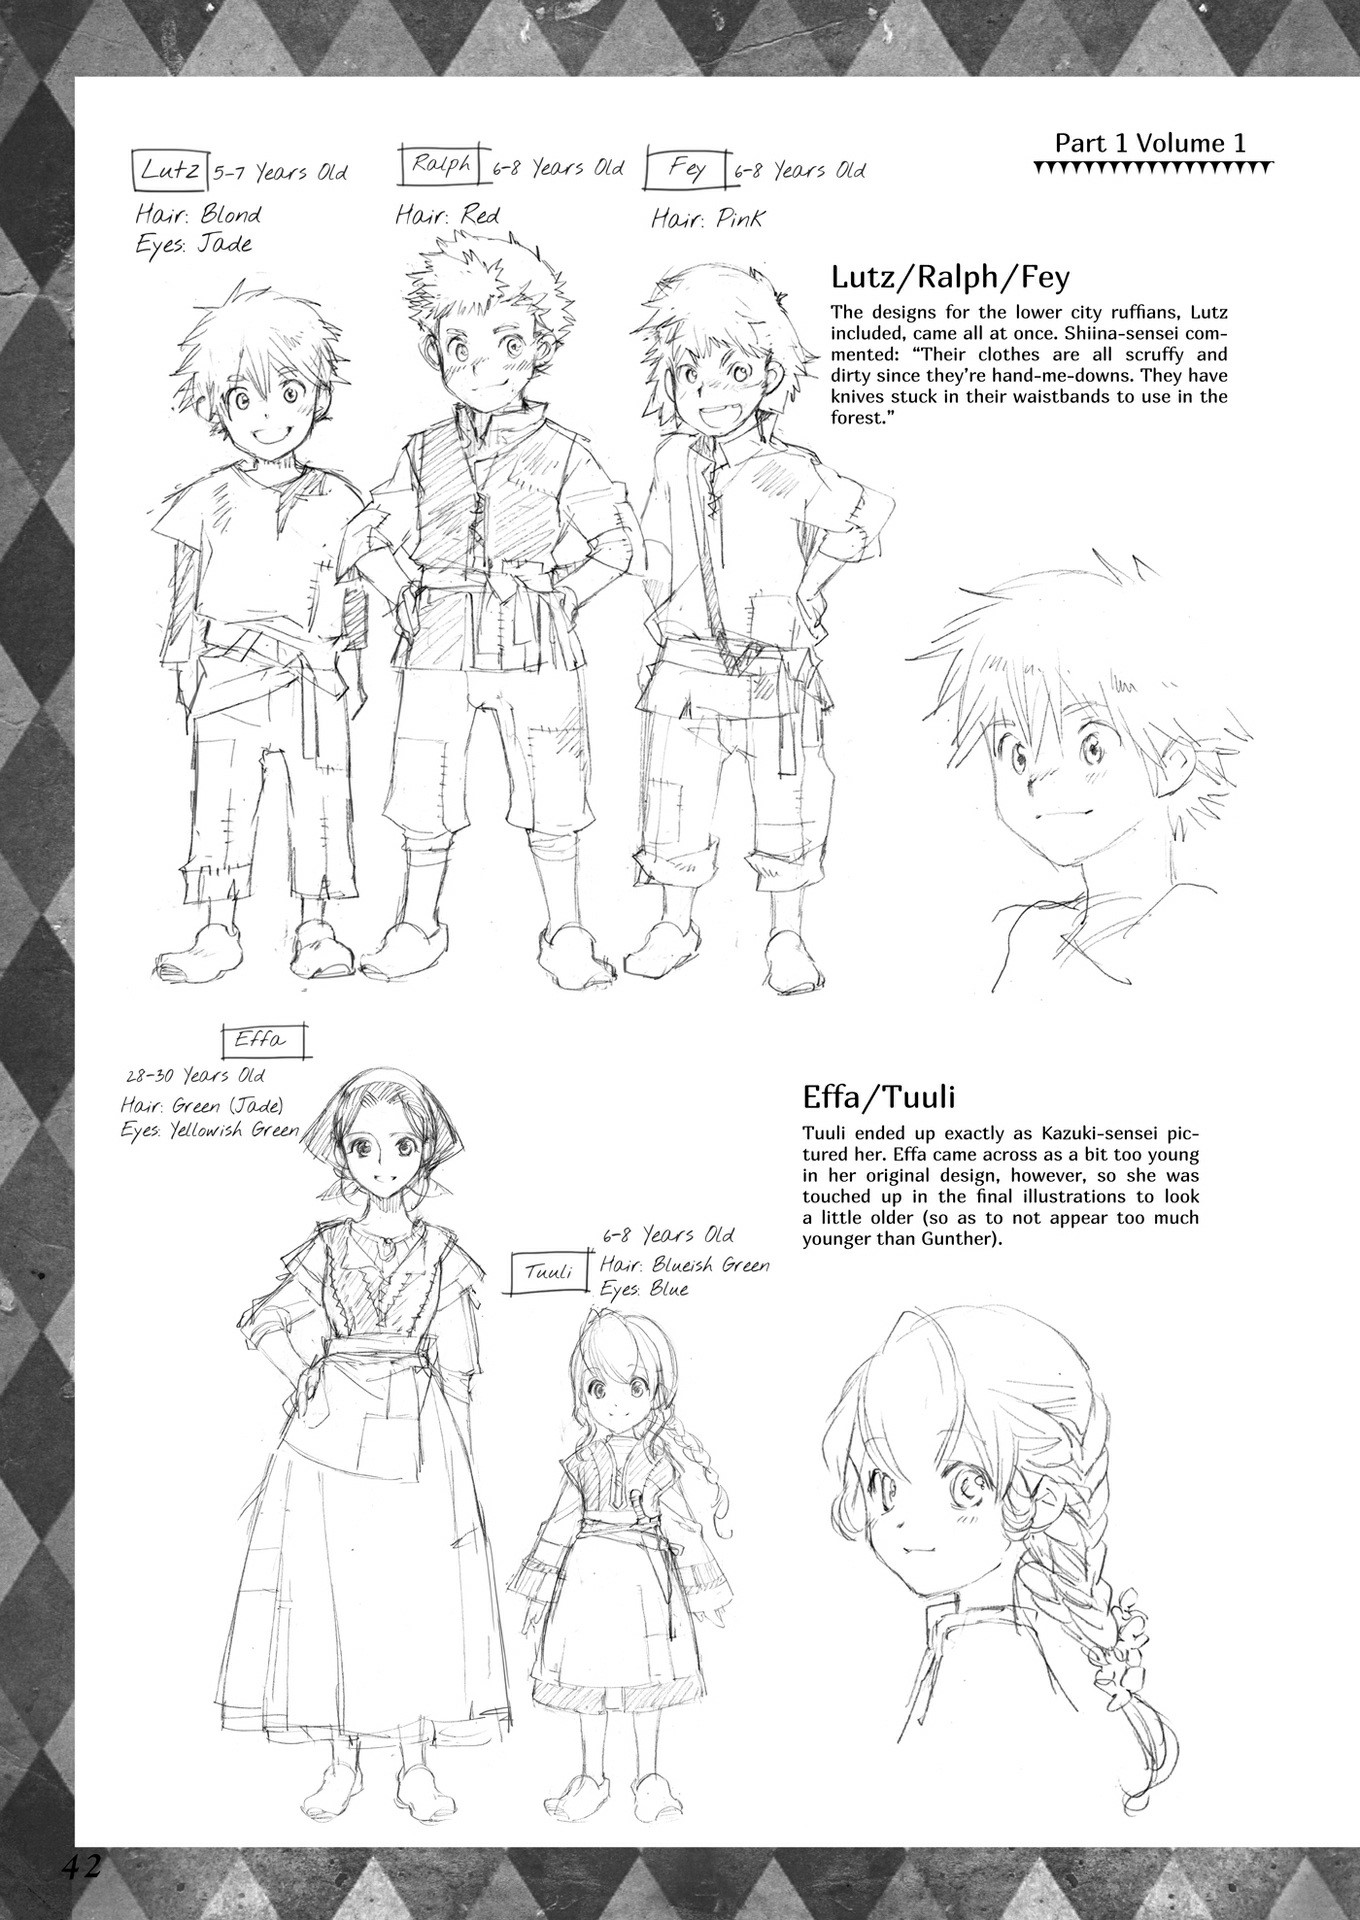 Part 1 Volume 1
Lutz 5-7 Years Old
Hair: Blond
Eyes: Jade
Ralph 6-8 Years Old
Hair: Red
Fey 6-8 Years Old
Hair: Pink
Lutz/Ralph/Fey
The designs for the lower city ruffians, Lutz
included, came all at once. Shiina-sensei com-
mented: “Their clothes are all scruffy and
dirty since they’re hand-me-downs. They have
knives stuck in their waistbands to use in the
forest.”
Effa
28-30 Years Old
Hair: Green (Jade)
Eyes: Yellowish Green
Effa/Tuuli
Tuuli ended up exactly as Kazuki-sensei pic-
tured her. Effa came across as a bit too young
in her original design, however, so she was
touched up in the final illustrations to look
a little older (so as to not appear too much
younger than Gunther).
Tuuli
6-8 Years Old
Hair: Blueish Green
Eyes: Blue
42